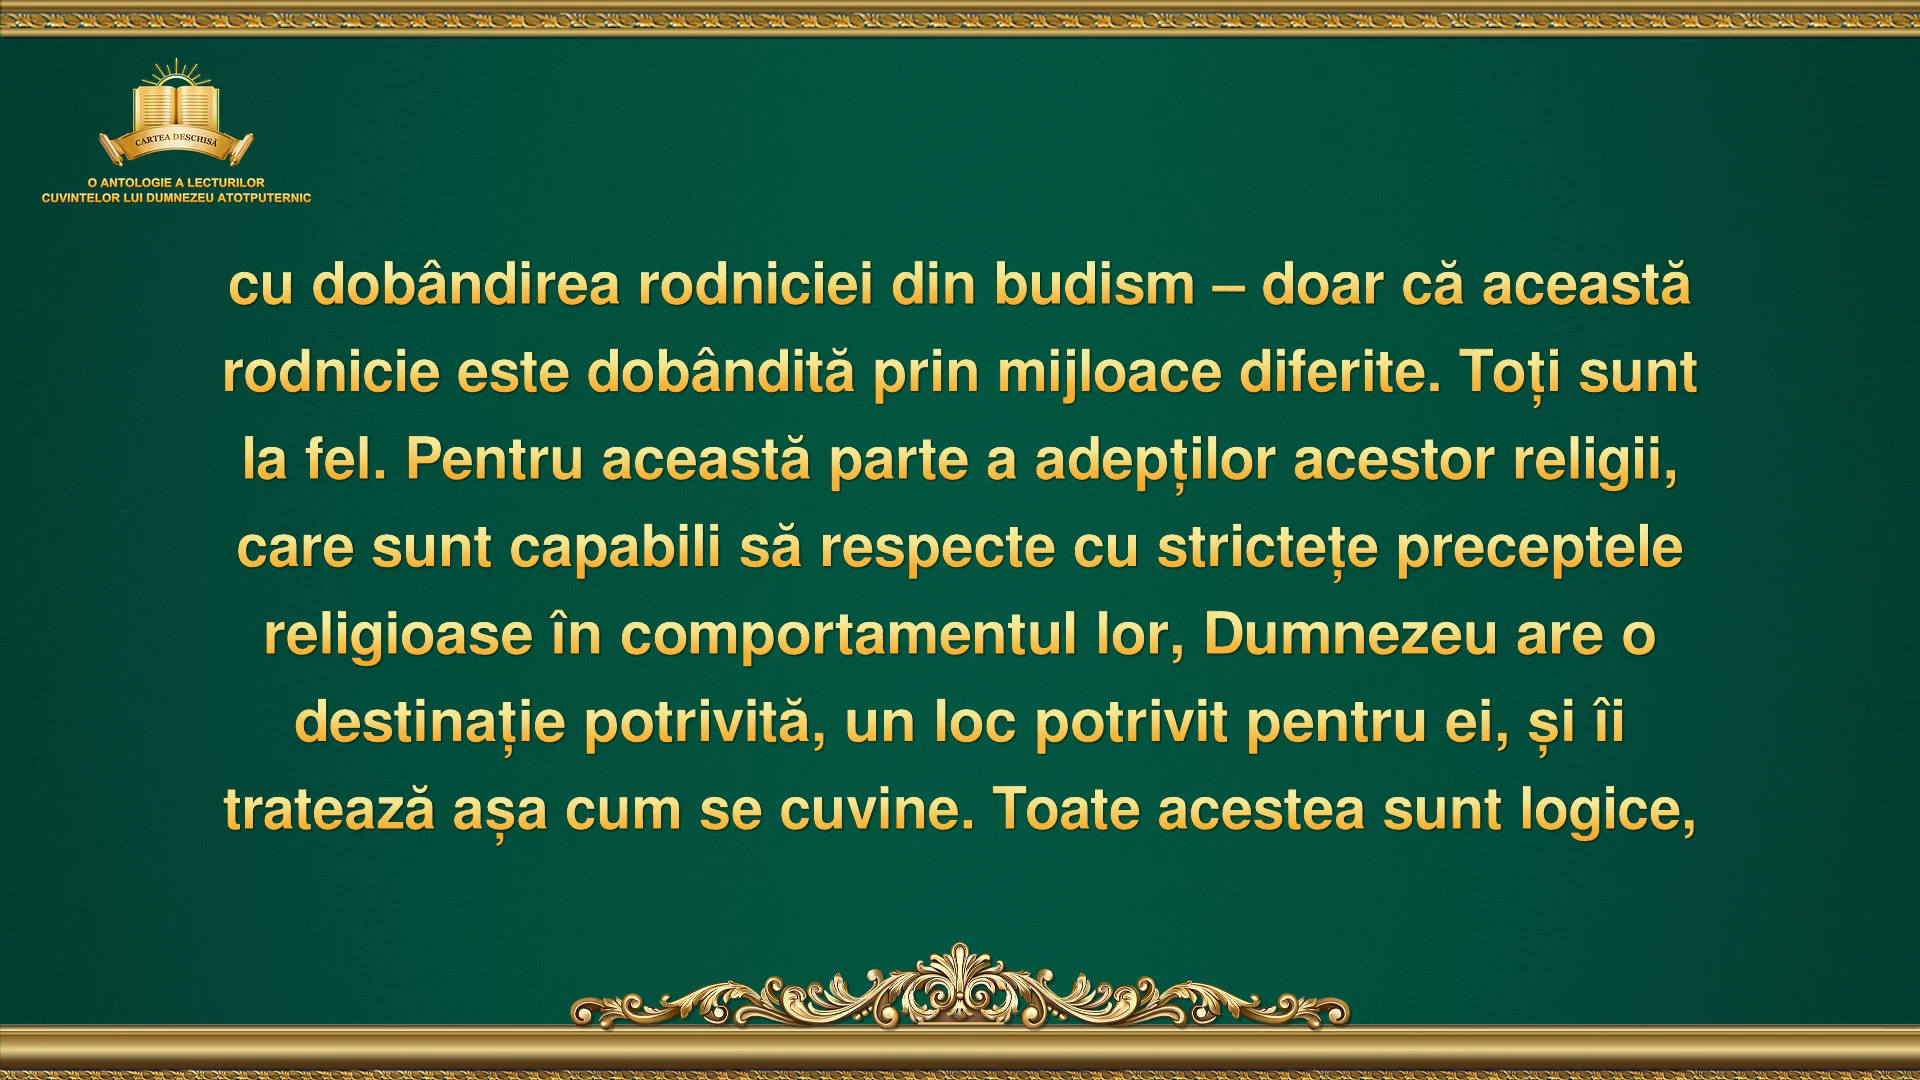 CARTEA DESCHISĂ
O ANTOLOGIE A LECTURILOR
CUVINTELOR LUI DUMNEZEU ATOTPUTERNIC
cu dobândirea rodniciei din budism – doar că această
rodnicie este dobândită prin mijloace diferite. Toți sunt
la fel. Pentru această parte a adepților acestor religii,
care sunt capabili să respecte cu strictețe preceptele
religioase în comportamentul lor, Dumnezeu are o
destinație potrivită, un loc potrivit pentru ei, și îi
tratează așa cum se cuvine. Toate acestea sunt logice,